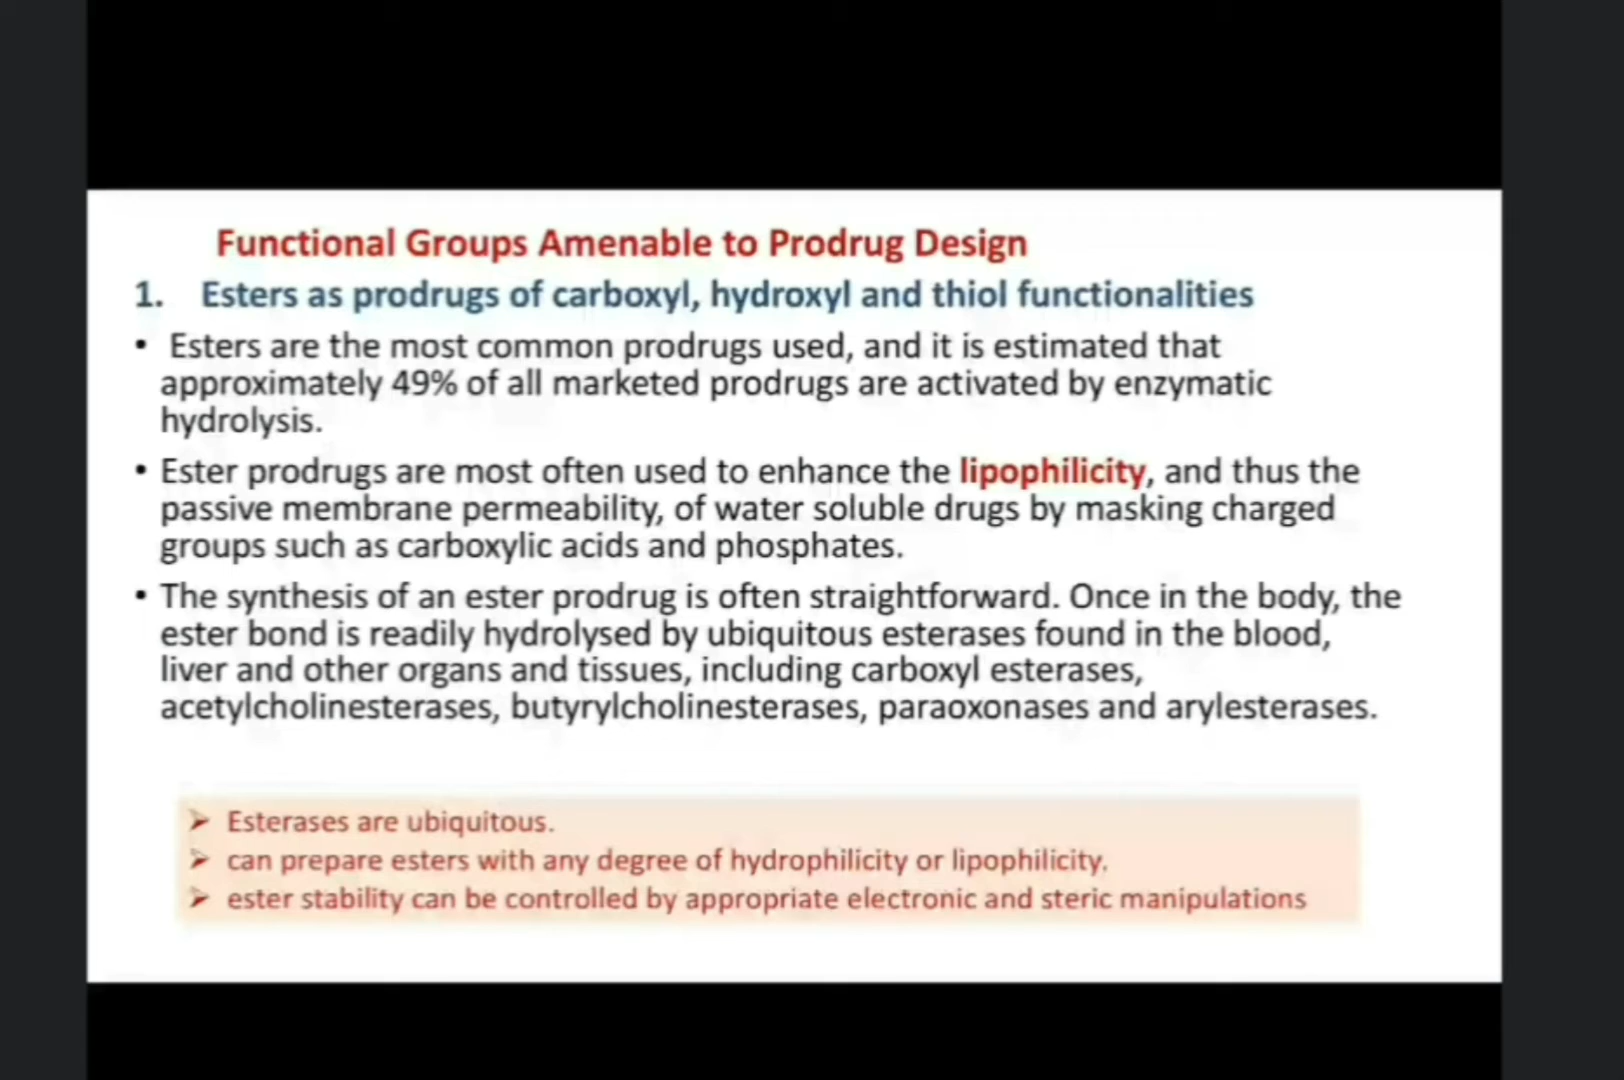 Functional Groups Amenable to Prodrug Design
1. Esters as prodrugs of carboxyl, hydroxyl and thiol functionalities
• Esters are the most common prodrugs used, and it is estimated that
approximately 49% of all marketed prodrugs are activated by enzymatic
hydrolysis.
• Ester prodrugs are most often used to enhance the lipophilicity, and thus the
passive membrane permeability, of water soluble drugs by masking charged
groups such as carboxylic acids and phosphates.
• The synthesis of an ester prodrug is often straightforward. Once in the body, the
ester bond is readily hydrolysed by ubiquitous esterases found in the blood,
liver and other organs and tissues, including carboxyl esterases,
acetylcholinesterases, butyrylcholinesterases, paraoxonases and arylesterases.
➢ Esterases are ubiquitous.
➢ can prepare esters with any degree of hydrophilicity or lipophilicity.
➢ ester stability can be controlled by appropriate electronic and steric manipulations